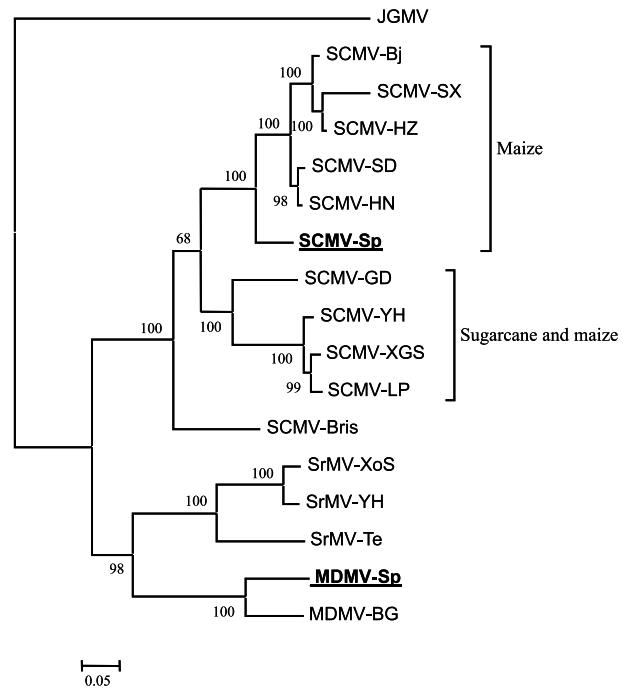 JGMV
SCMV-Bj
100
SCMV-SX
100
100
SCMV-HZ
Maize
SCMV-SD
100
98
SCMV-HN
68
SCMV-Sp
SCMV-GD
100
SCMV-YH
100
Sugarcane and maize
100
SCMV-XGS
99
SCMV-LP
SCMV-Bris
SrMV-XoS
100
100
SrMV-YH
SrMV-Te
98
MDMV-Sp
100
MDMV-BG
0.05